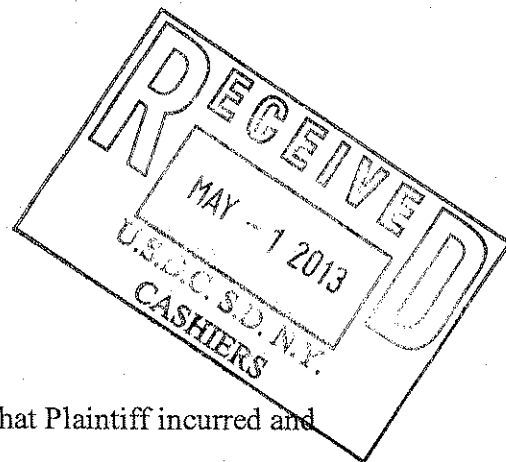 RECEIVED
MAY - 1 2013
U.S.D.C. S.D. N.Y.
CASHIERS
hat Plaintiff incurred and